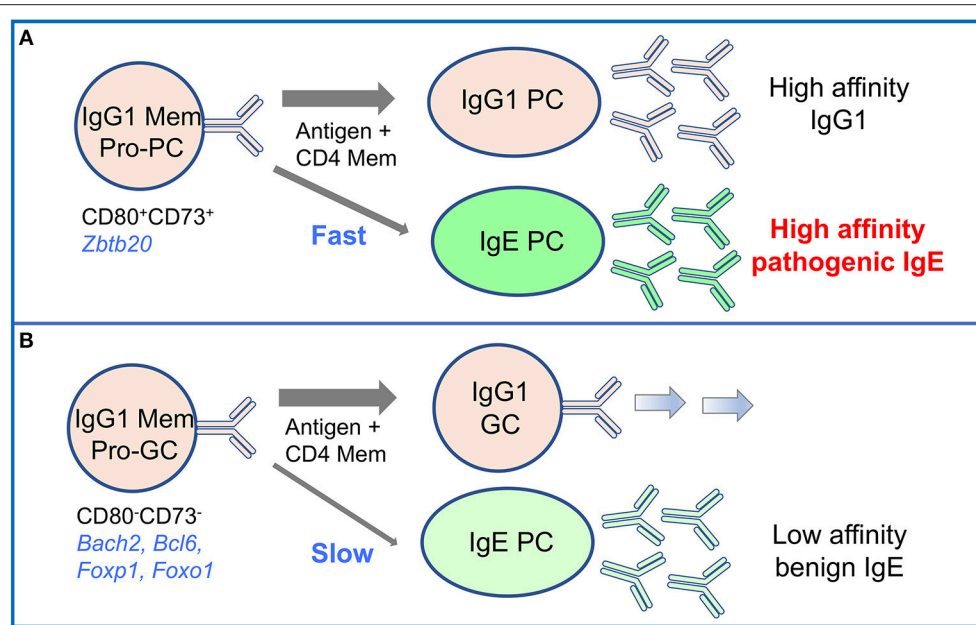 A
IgG1 Mem
Pro-PC
CD80⁺CD73⁺
Zbtb20
Antigen +
CD4 Mem
Fast
IgG1 PC
IgE PC
High affinity
IgG1
High affinity
pathogenic IgE
B
IgG1 Mem
Pro-GC
CD80⁻CD73⁻
Bach2, Bcl6,
Foxp1, Foxo1
Antigen +
CD4 Mem
Slow
IgG1
GC
IgE PC
Low affinity
benign IgE